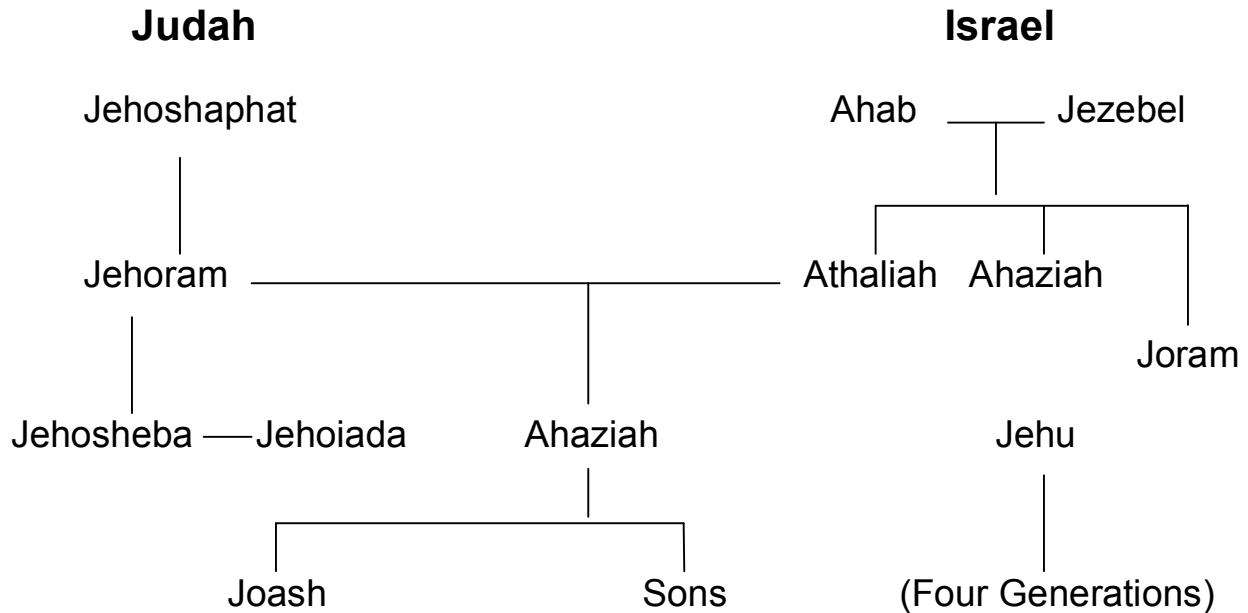 Judah Israel
Jehoshaphat Ahab Jezebel
Jehoram Athaliah Ahaziah
Joram
Jehosheba Jehoiada Ahaziah Jehu
Joash Sons (Four Generations)